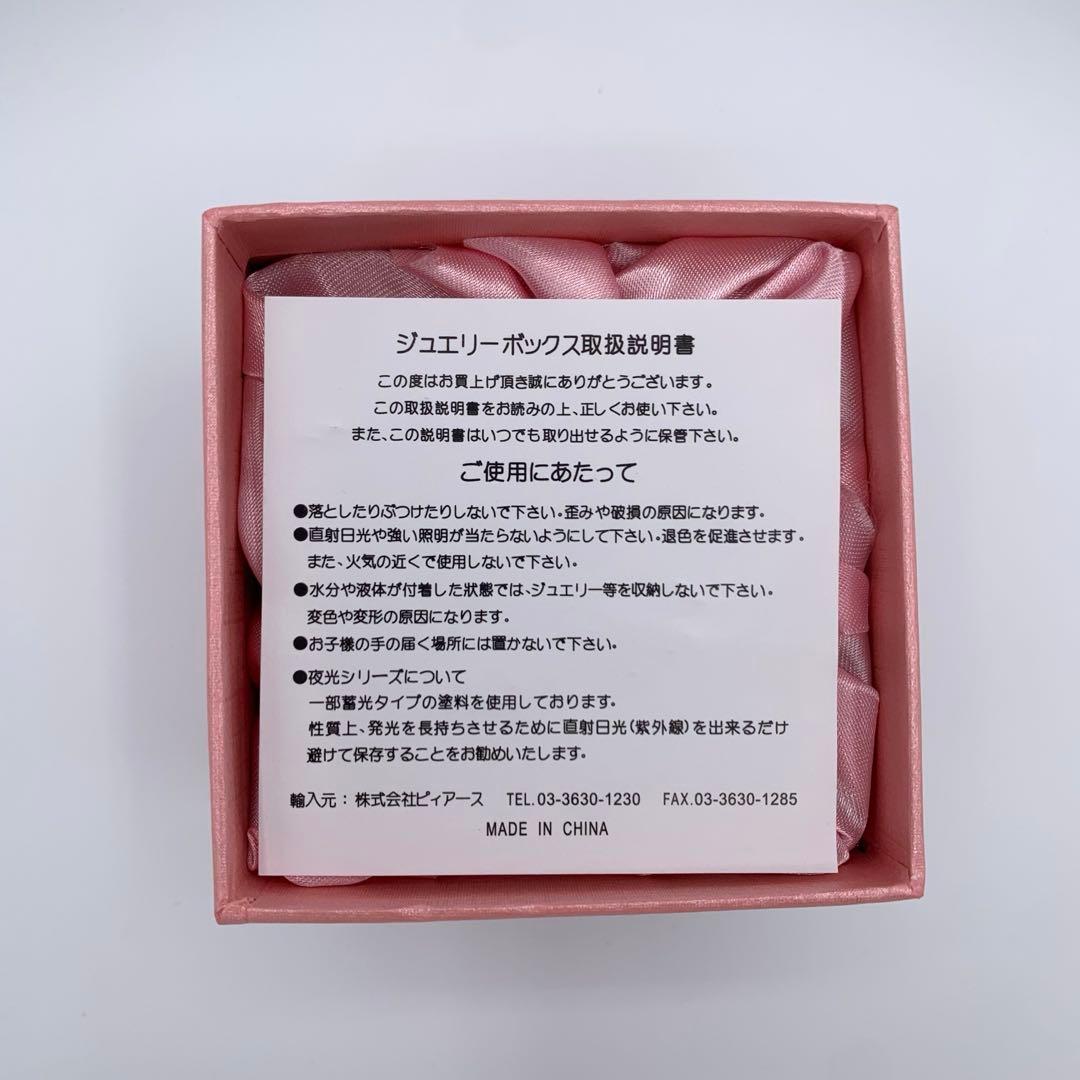 ジュエリーボックス取扱説明書
この度はお買上げ頂き誠にありがとうございます。
この取扱説明書をお読みの上、正しくお使い下さい。
また、この説明書はいつでも取り出せるように保管下さい。
ご使用にあたって
●落としたりぶつけたりしないで下さい。歪みや破損の原因になります。
●直射日光や強い照明が当たらないようにして下さい。退色を促進させます。
また、火気の近くで使用しないで下さい。
●水分や液体が付着した状態では、ジュエリー等を収納しないで下さい。
変色や変形の原因になります。
●お子様の手の届く場所には置かないで下さい。
●夜光シリーズについて
一部蓄光タイプの塗料を使用しております。
性質上、発光を長持ちさせるために直射日光(紫外線)を出来るだけ
避けて保存することをお勧めいたします。
輸入元：株式会社ピィアース TEL.03-3630-1230 FAX.03-3630-1285
MADE IN CHINA